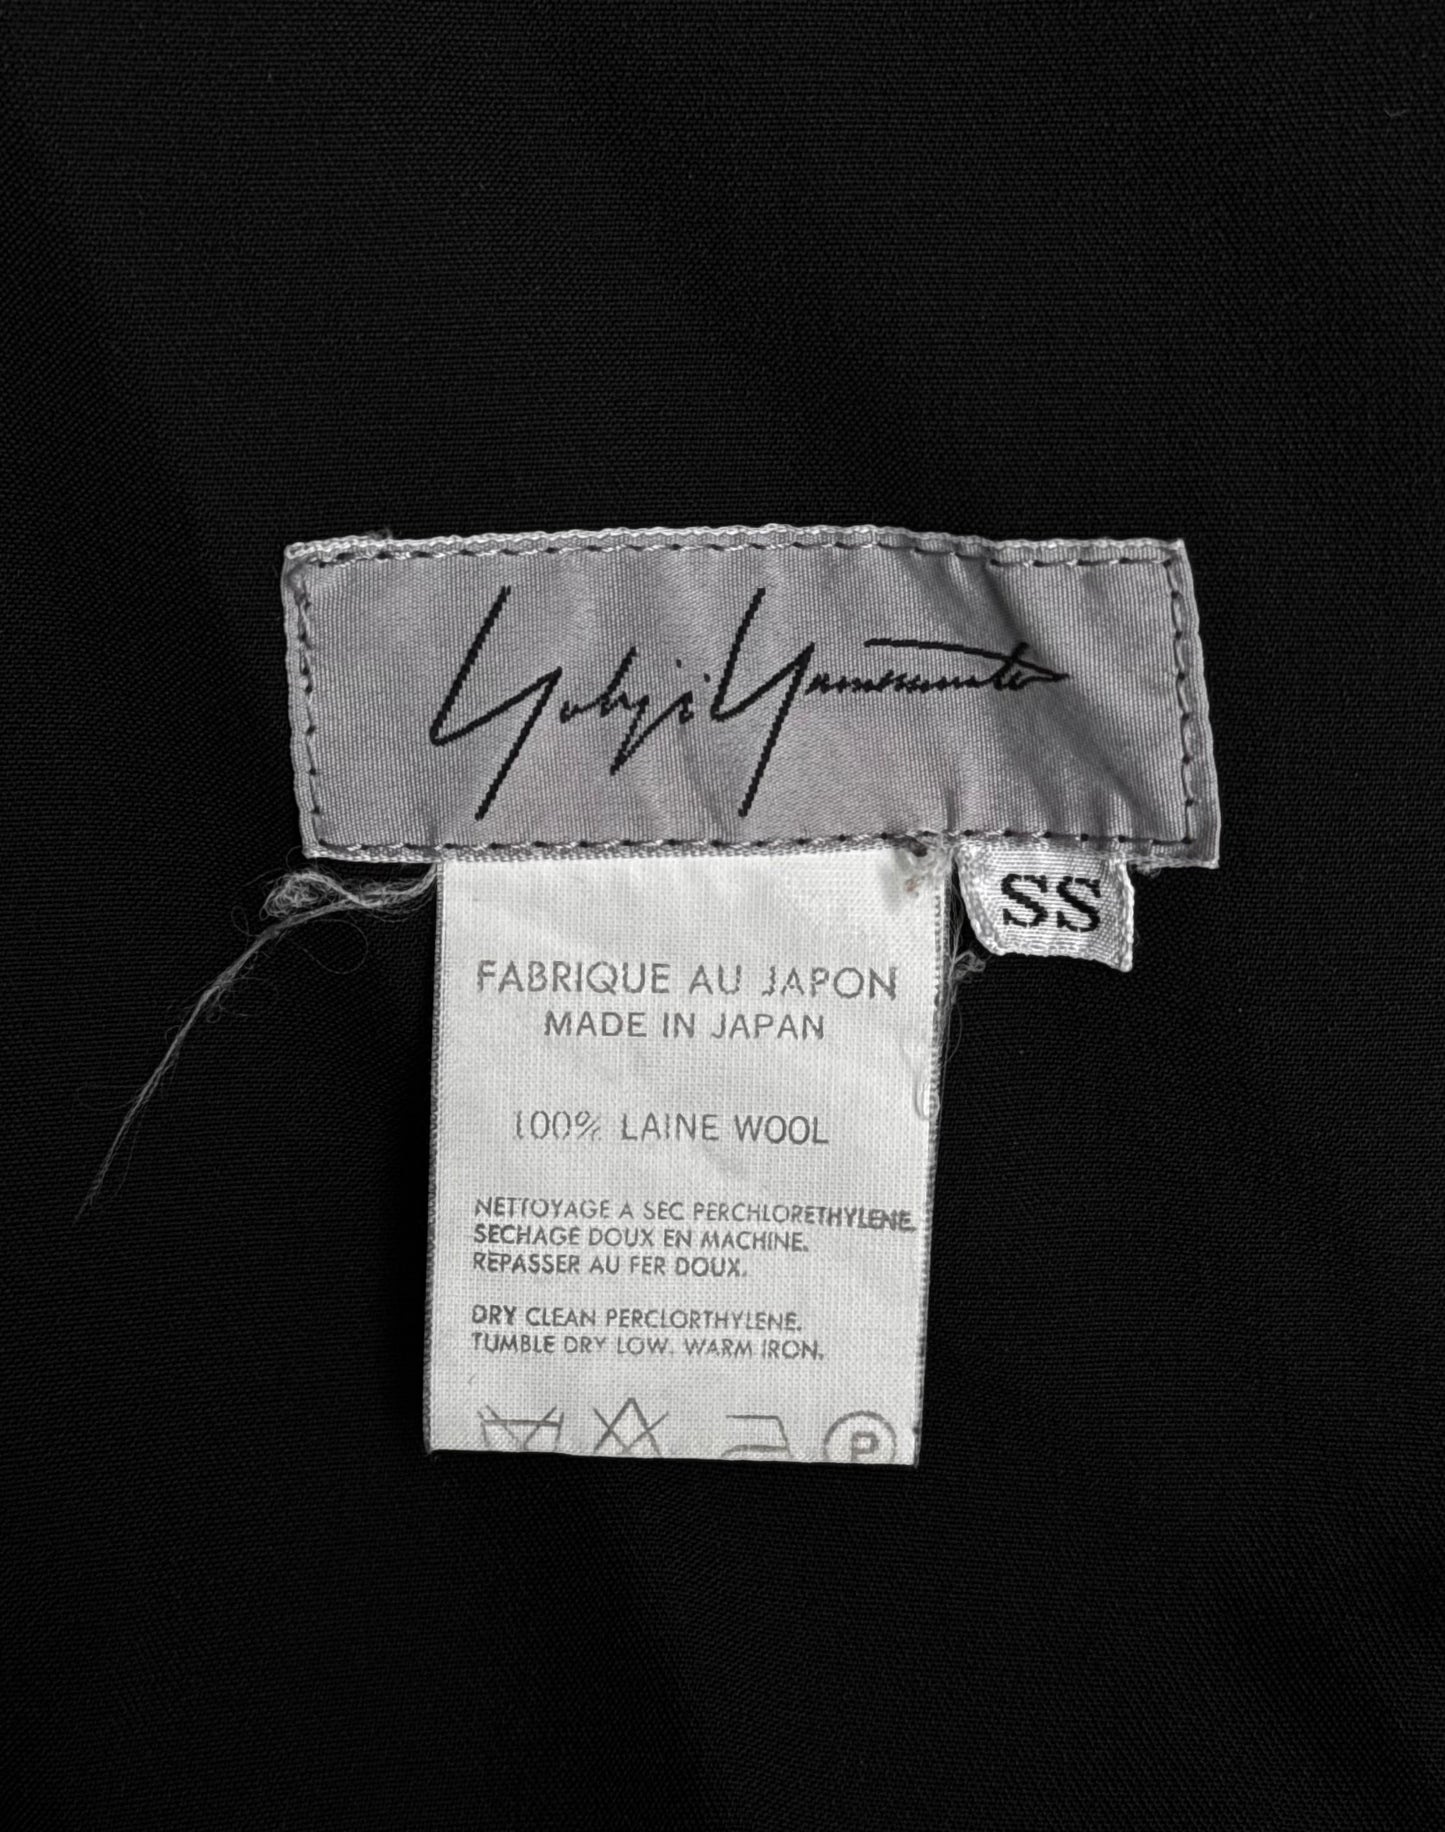 Yohji Yamamoto
SS
FABRIQUE AU JAPON
MADE IN JAPAN
100% LAINE WOOL
NETTOYAGE A SEC PERCHLORETHYLENE.
SECHAGE DOUX EN MACHINE.
REPASSER AU FER DOUX.
DRY CLEAN PERCLORTHYLENE.
TUMBLE DRY LOW. WARM IRON.
P